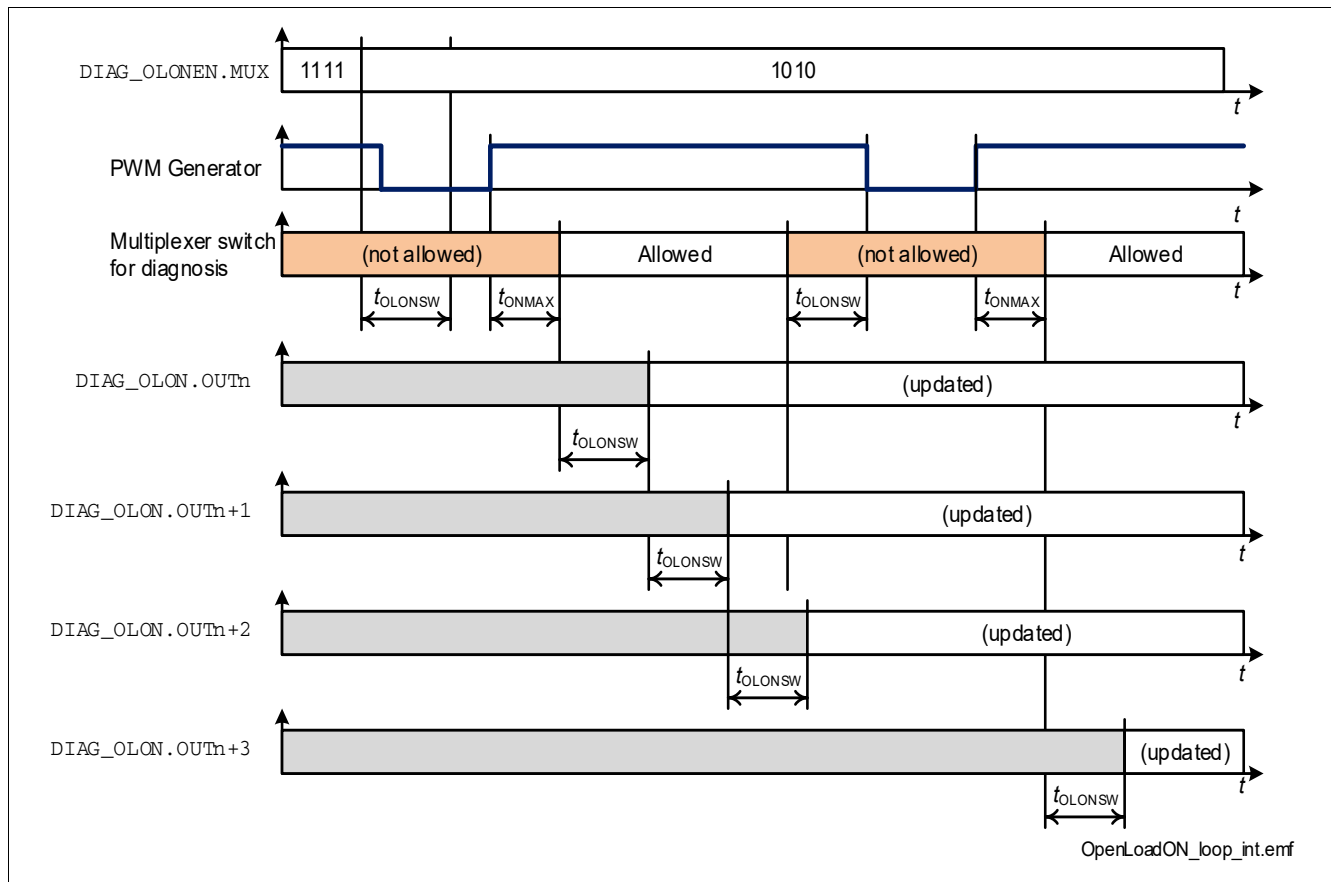 DIAG_OLONEN.MUX
1111
1010
t
PWM Generator
t
Multiplexer switch
for diagnosis
(not allowed)
Allowed
(not allowed)
Allowed
t
tOLONSW
tONMAX
tOLONSW
tONMAX
DIAG_OLON.OUTn
(updated)
t
tOLONSW
DIAG_OLON.OUTn+1
(updated)
t
tOLONSW
DIAG_OLON.OUTn+2
(updated)
t
tOLONSW
DIAG_OLON.OUTn+3
(updated)
t
tOLONSW
OpenLoadON_loop_int.emf